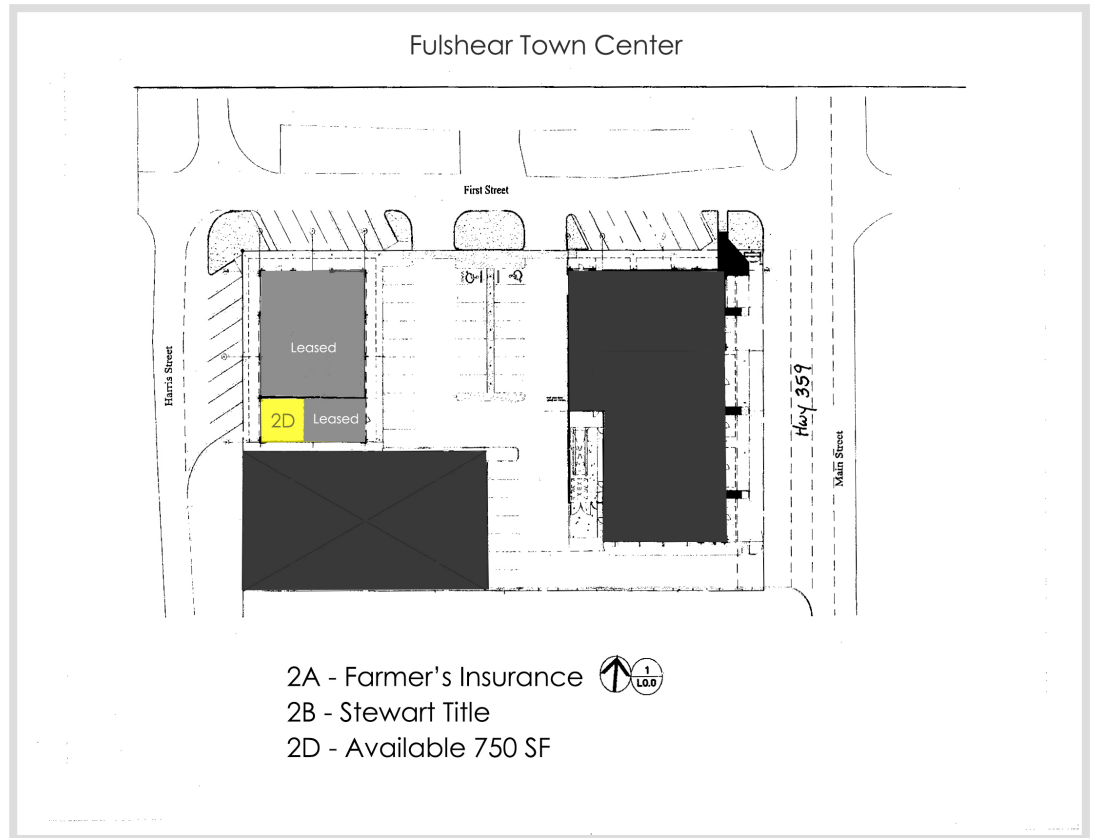 Fulshear Town Center
First Street
Harris Street
Leased
2D
Leased
Hwy 359
Main Street
2A - Farmer's Insurance
1
L0.0
2B - Stewart Title
2D - Available 750 SF